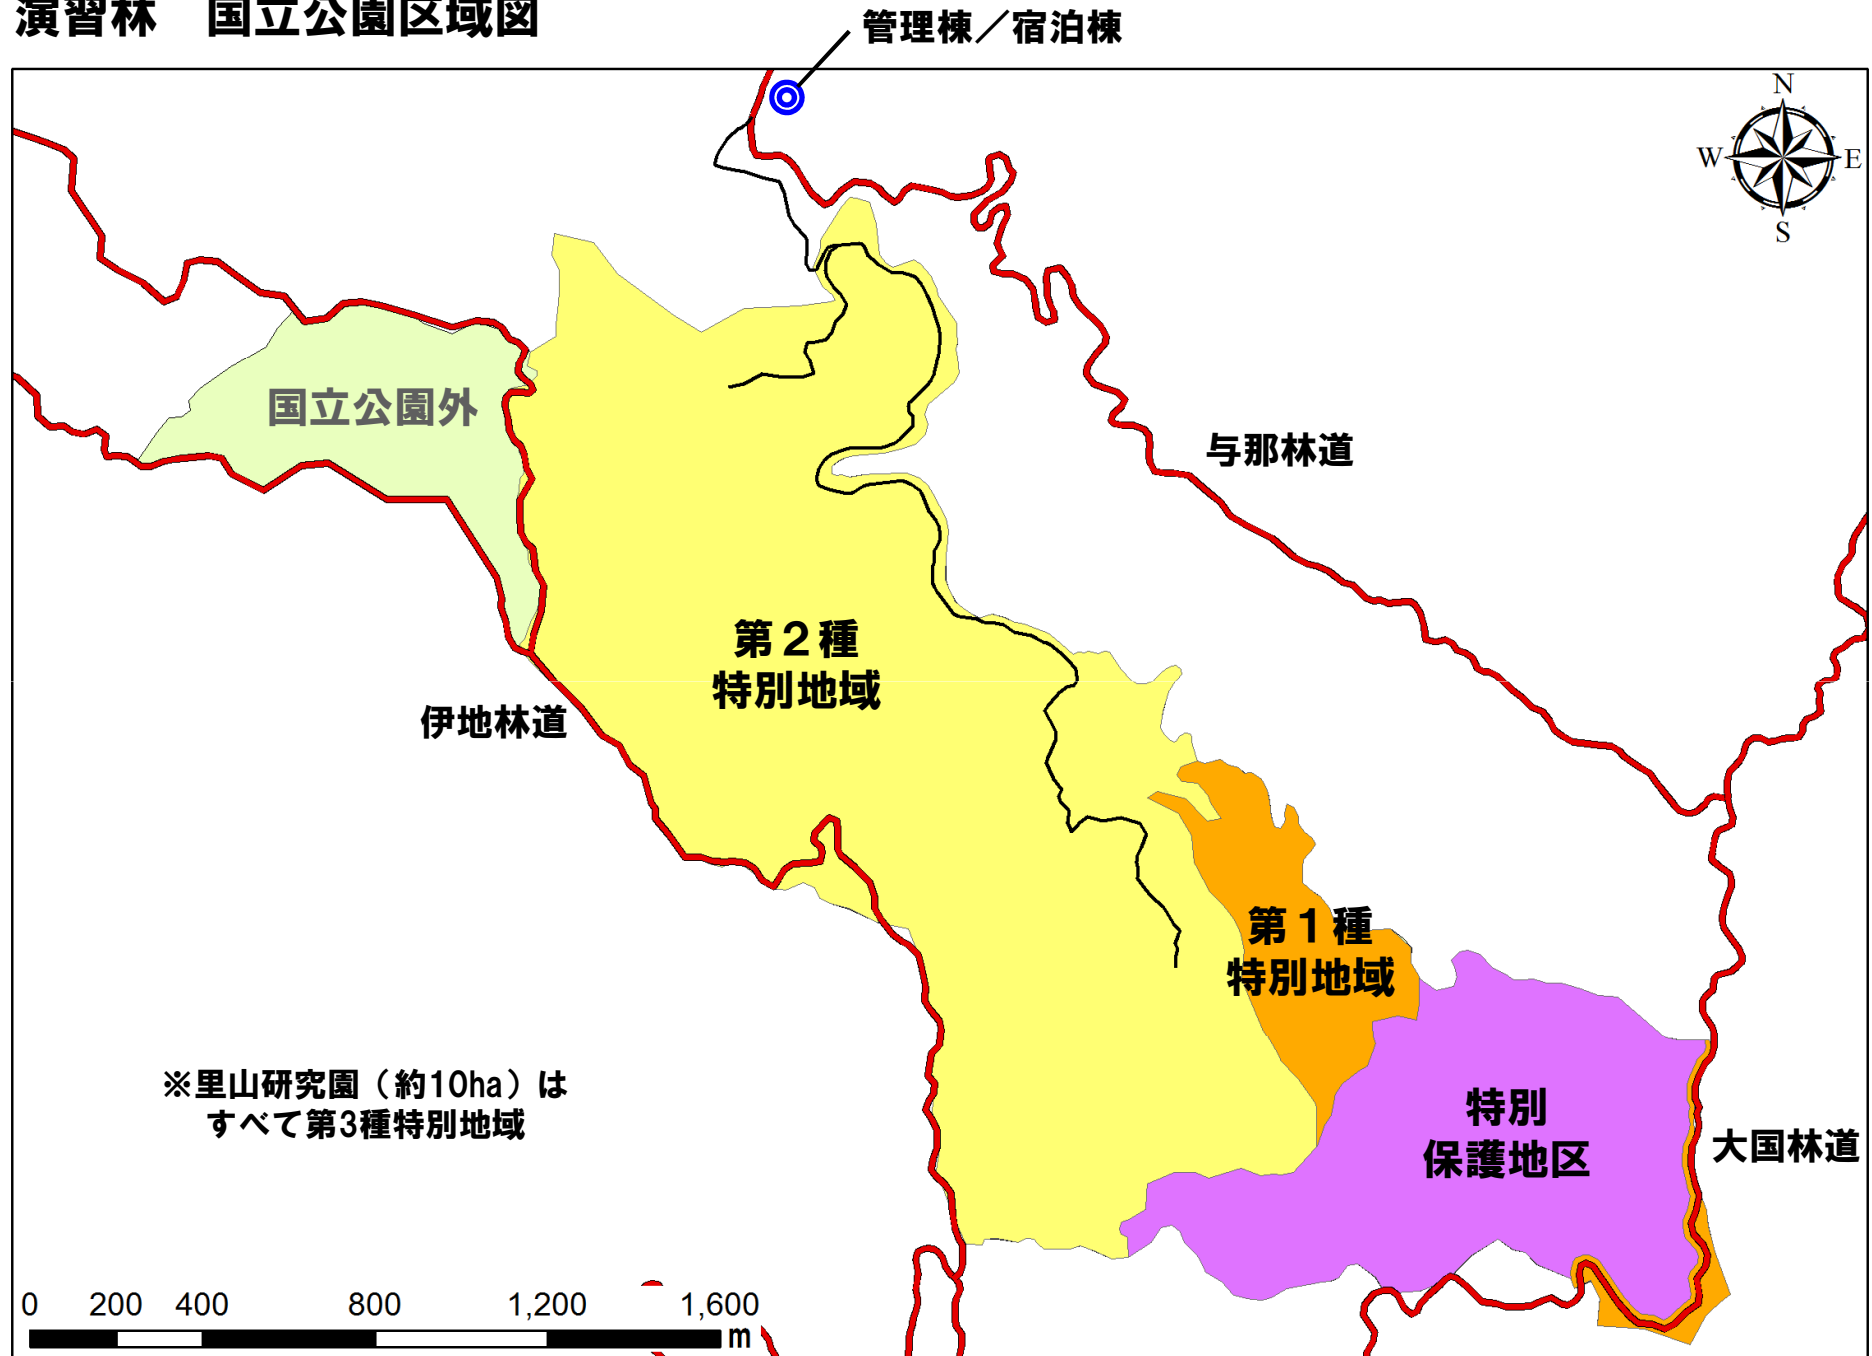 演習林　国立公園区域図
管理棟／宿泊棟
N
W
E
S
国立公園外
与那林道
第２種
特別地域
伊地林道
第１種
特別地域
※里山研究園（約10ha）は
すべて第3種特別地域
特別
保護地区
大国林道
0 200 400 800 1,200 1,600
m